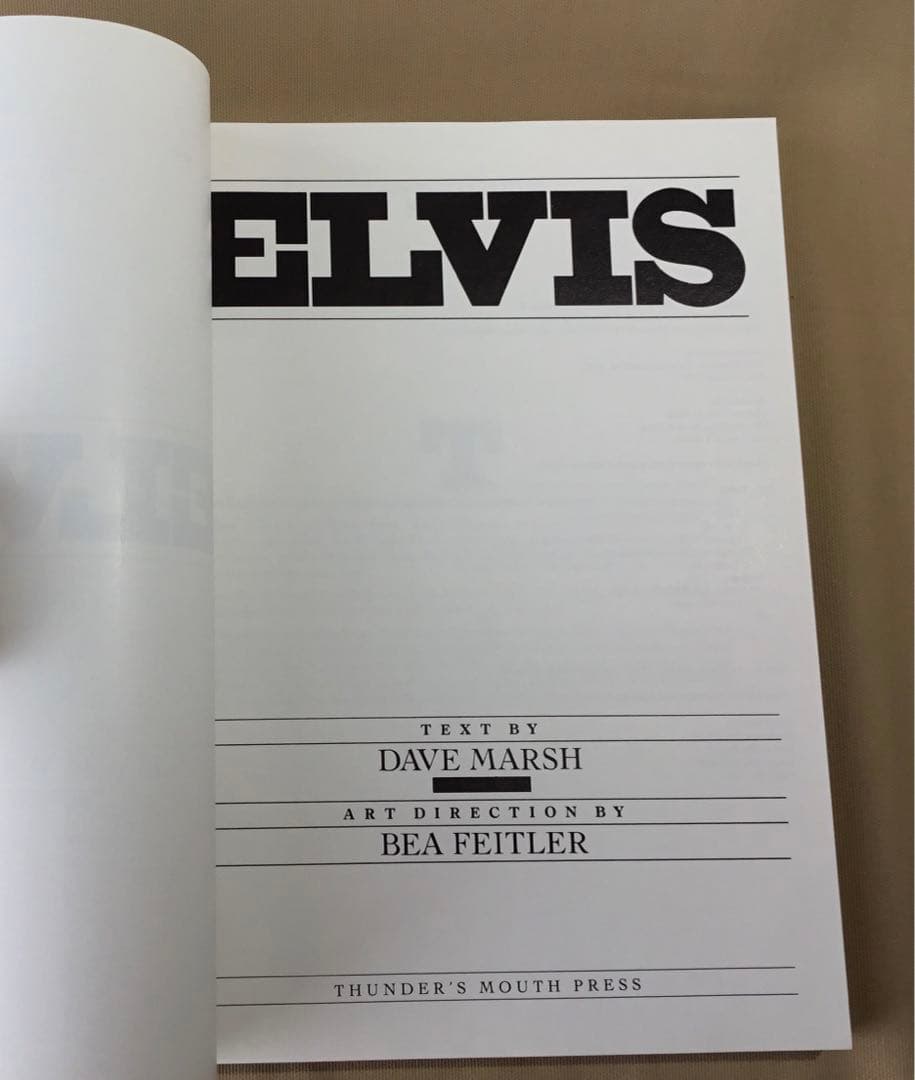 ELVIS
TEXT BY
DAVE MARSH
ART DIRECTION BY
BEA FEITLER
THUNDER'S MOUTH PRESS